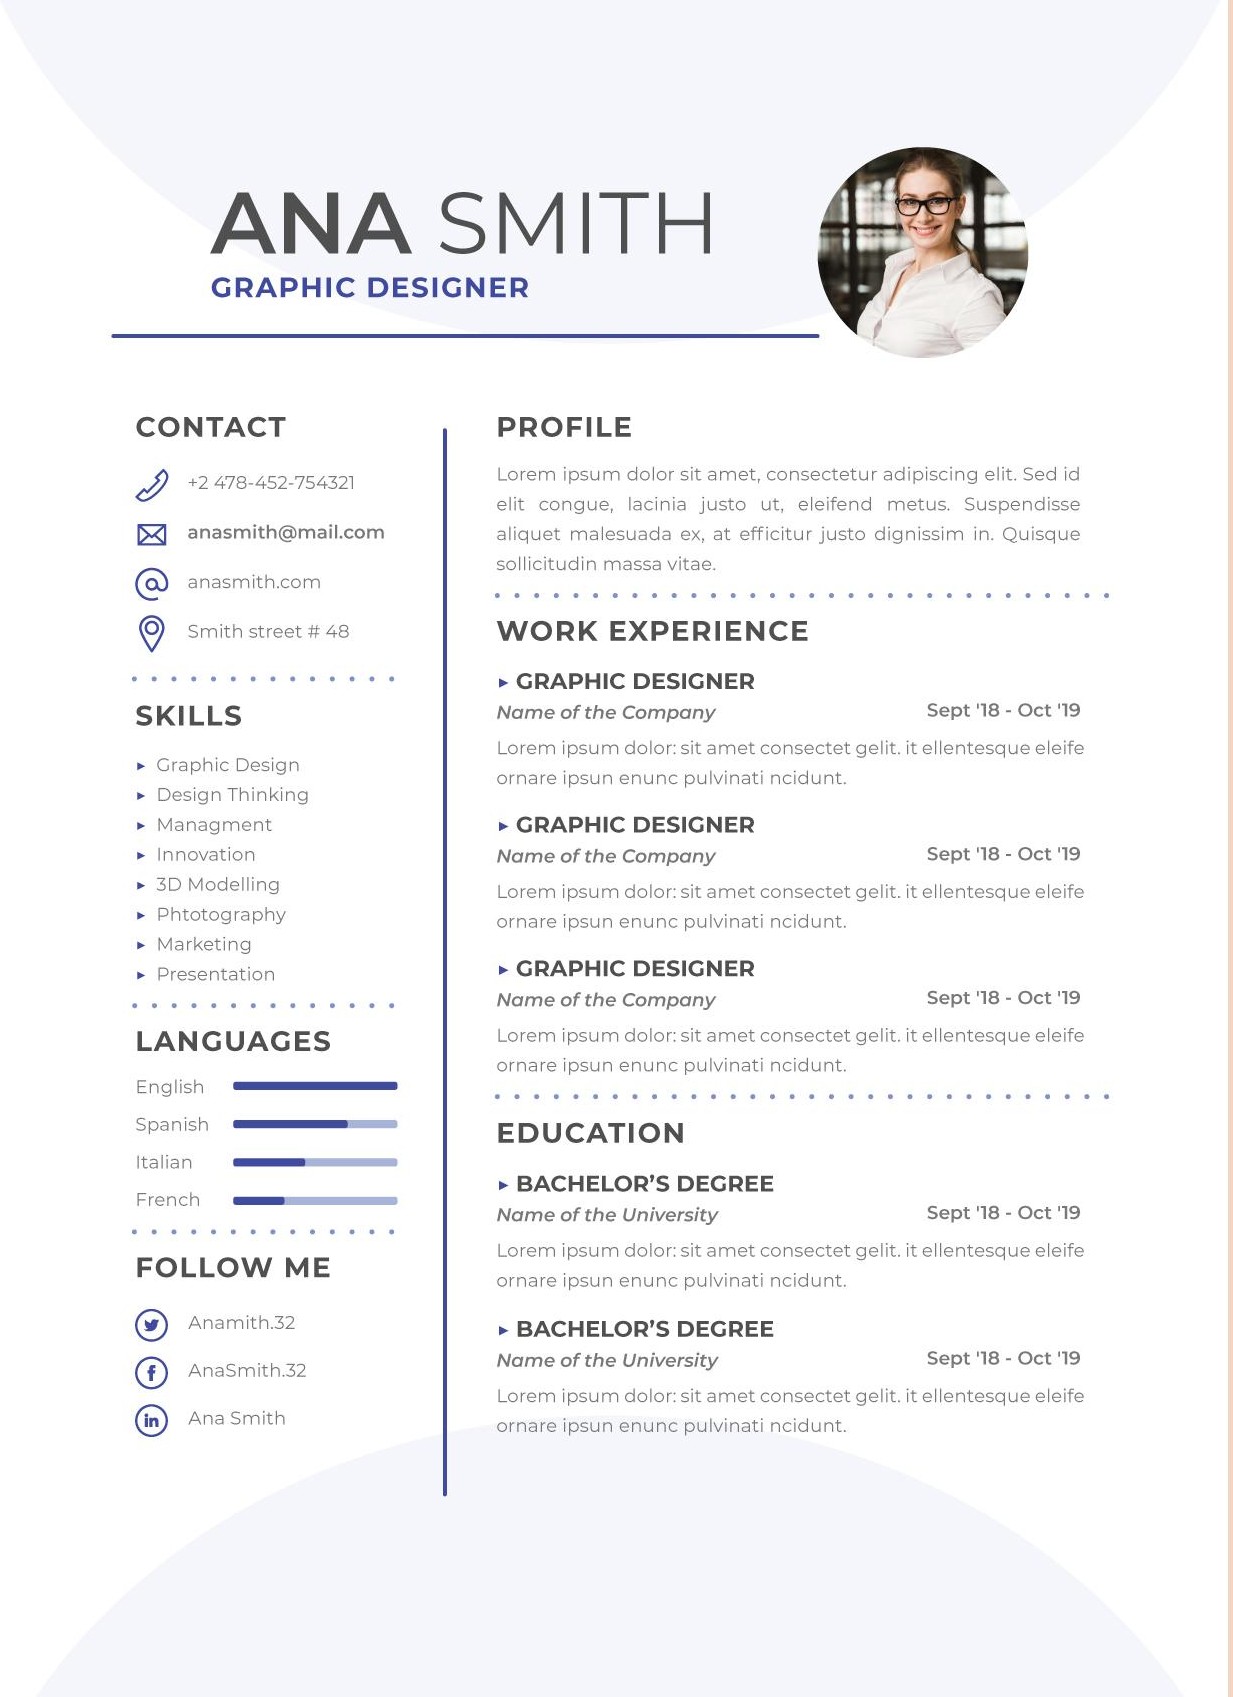 ANA SMITH
GRAPHIC DESIGNER
CONTACT
+2 478-452-754321
anasmith@mail.com
anasmith.com
Smith street # 48
SKILLS
Graphic Design
Design Thinking
Managment
Innovation
3D Modelling
Phtotography
Marketing
Presentation
LANGUAGES
English
Spanish
Italian
French
FOLLOW ME
Anamith.32
AnaSmith.32
Ana Smith
PROFILE
Lorem ipsum dolor sit amet, consectetur adipiscing elit. Sed id
elit congue, lacinia justo ut, eleifend metus. Suspendisse
aliquet malesuada ex, at efficitur justo dignissim in. Quisque
sollicitudin massa vitae.
WORK EXPERIENCE
GRAPHIC DESIGNER
Name of the Company Sept '18 - Oct '19
Lorem ipsum dolor: sit amet consectet gelit. it ellentesque eleife
ornare ipsun enunc pulvinati ncidunt.
GRAPHIC DESIGNER
Name of the Company Sept '18 - Oct '19
Lorem ipsum dolor: sit amet consectet gelit. it ellentesque eleife
ornare ipsun enunc pulvinati ncidunt.
GRAPHIC DESIGNER
Name of the Company Sept '18 - Oct '19
Lorem ipsum dolor: sit amet consectet gelit. it ellentesque eleife
ornare ipsun enunc pulvinati ncidunt.
EDUCATION
BACHELOR’S DEGREE
Name of the University Sept '18 - Oct '19
Lorem ipsum dolor: sit amet consectet gelit. it ellentesque eleife
ornare ipsun enunc pulvinati ncidunt.
BACHELOR’S DEGREE
Name of the University Sept '18 - Oct '19
Lorem ipsum dolor: sit amet consectet gelit. it ellentesque eleife
ornare ipsun enunc pulvinati ncidunt.